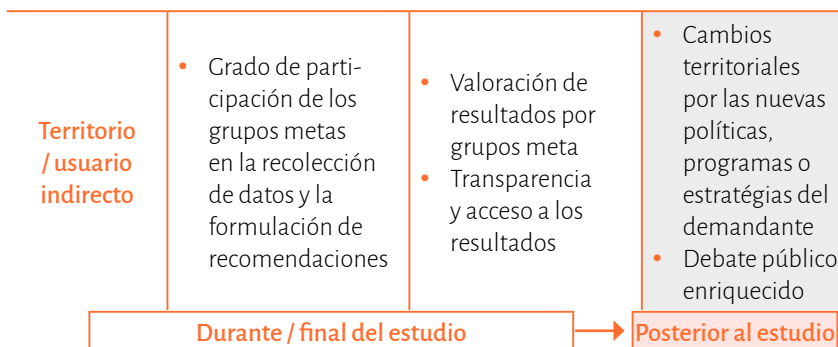 Territorio
/ usuario
indirecto
• Grado de parti-
cipación de los
grupos metas
en la recolección
de datos y la
formulación de
recomendaciones
• Valoración de
resultados por
grupos meta
• Transparencia
y acceso a los
resultados
• Cambios
territoriales
por las nuevas
políticas,
programas o
estratégias del
demandante
• Debate público
enriquecido
Durante / final del estudio
Posterior al estudio